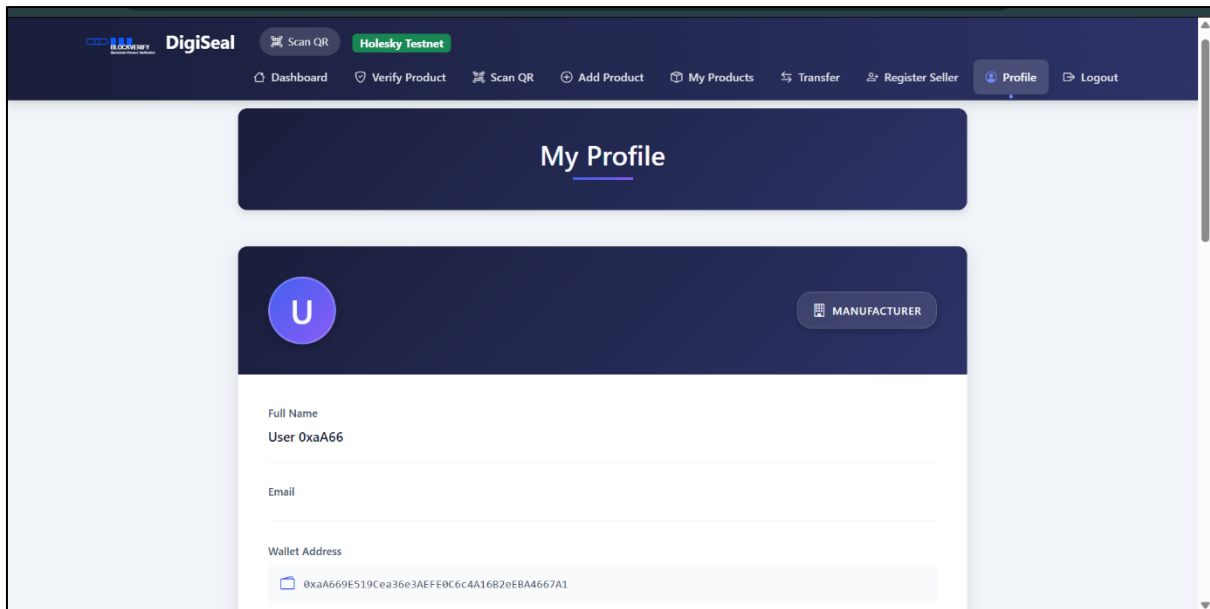 BLOCKVERIFY
DigiSeal
Scan QR
Holesky Testnet
Dashboard
Verify Product
Scan QR
Add Product
My Products
Transfer
Register Seller
Profile
Logout
My Profile
U
MANUFACTURER
Full Name
User 0xaA66
Email
Wallet Address
0xaA669E519Cea36e3AEFE0C6c4A16B2eEBA4667A1